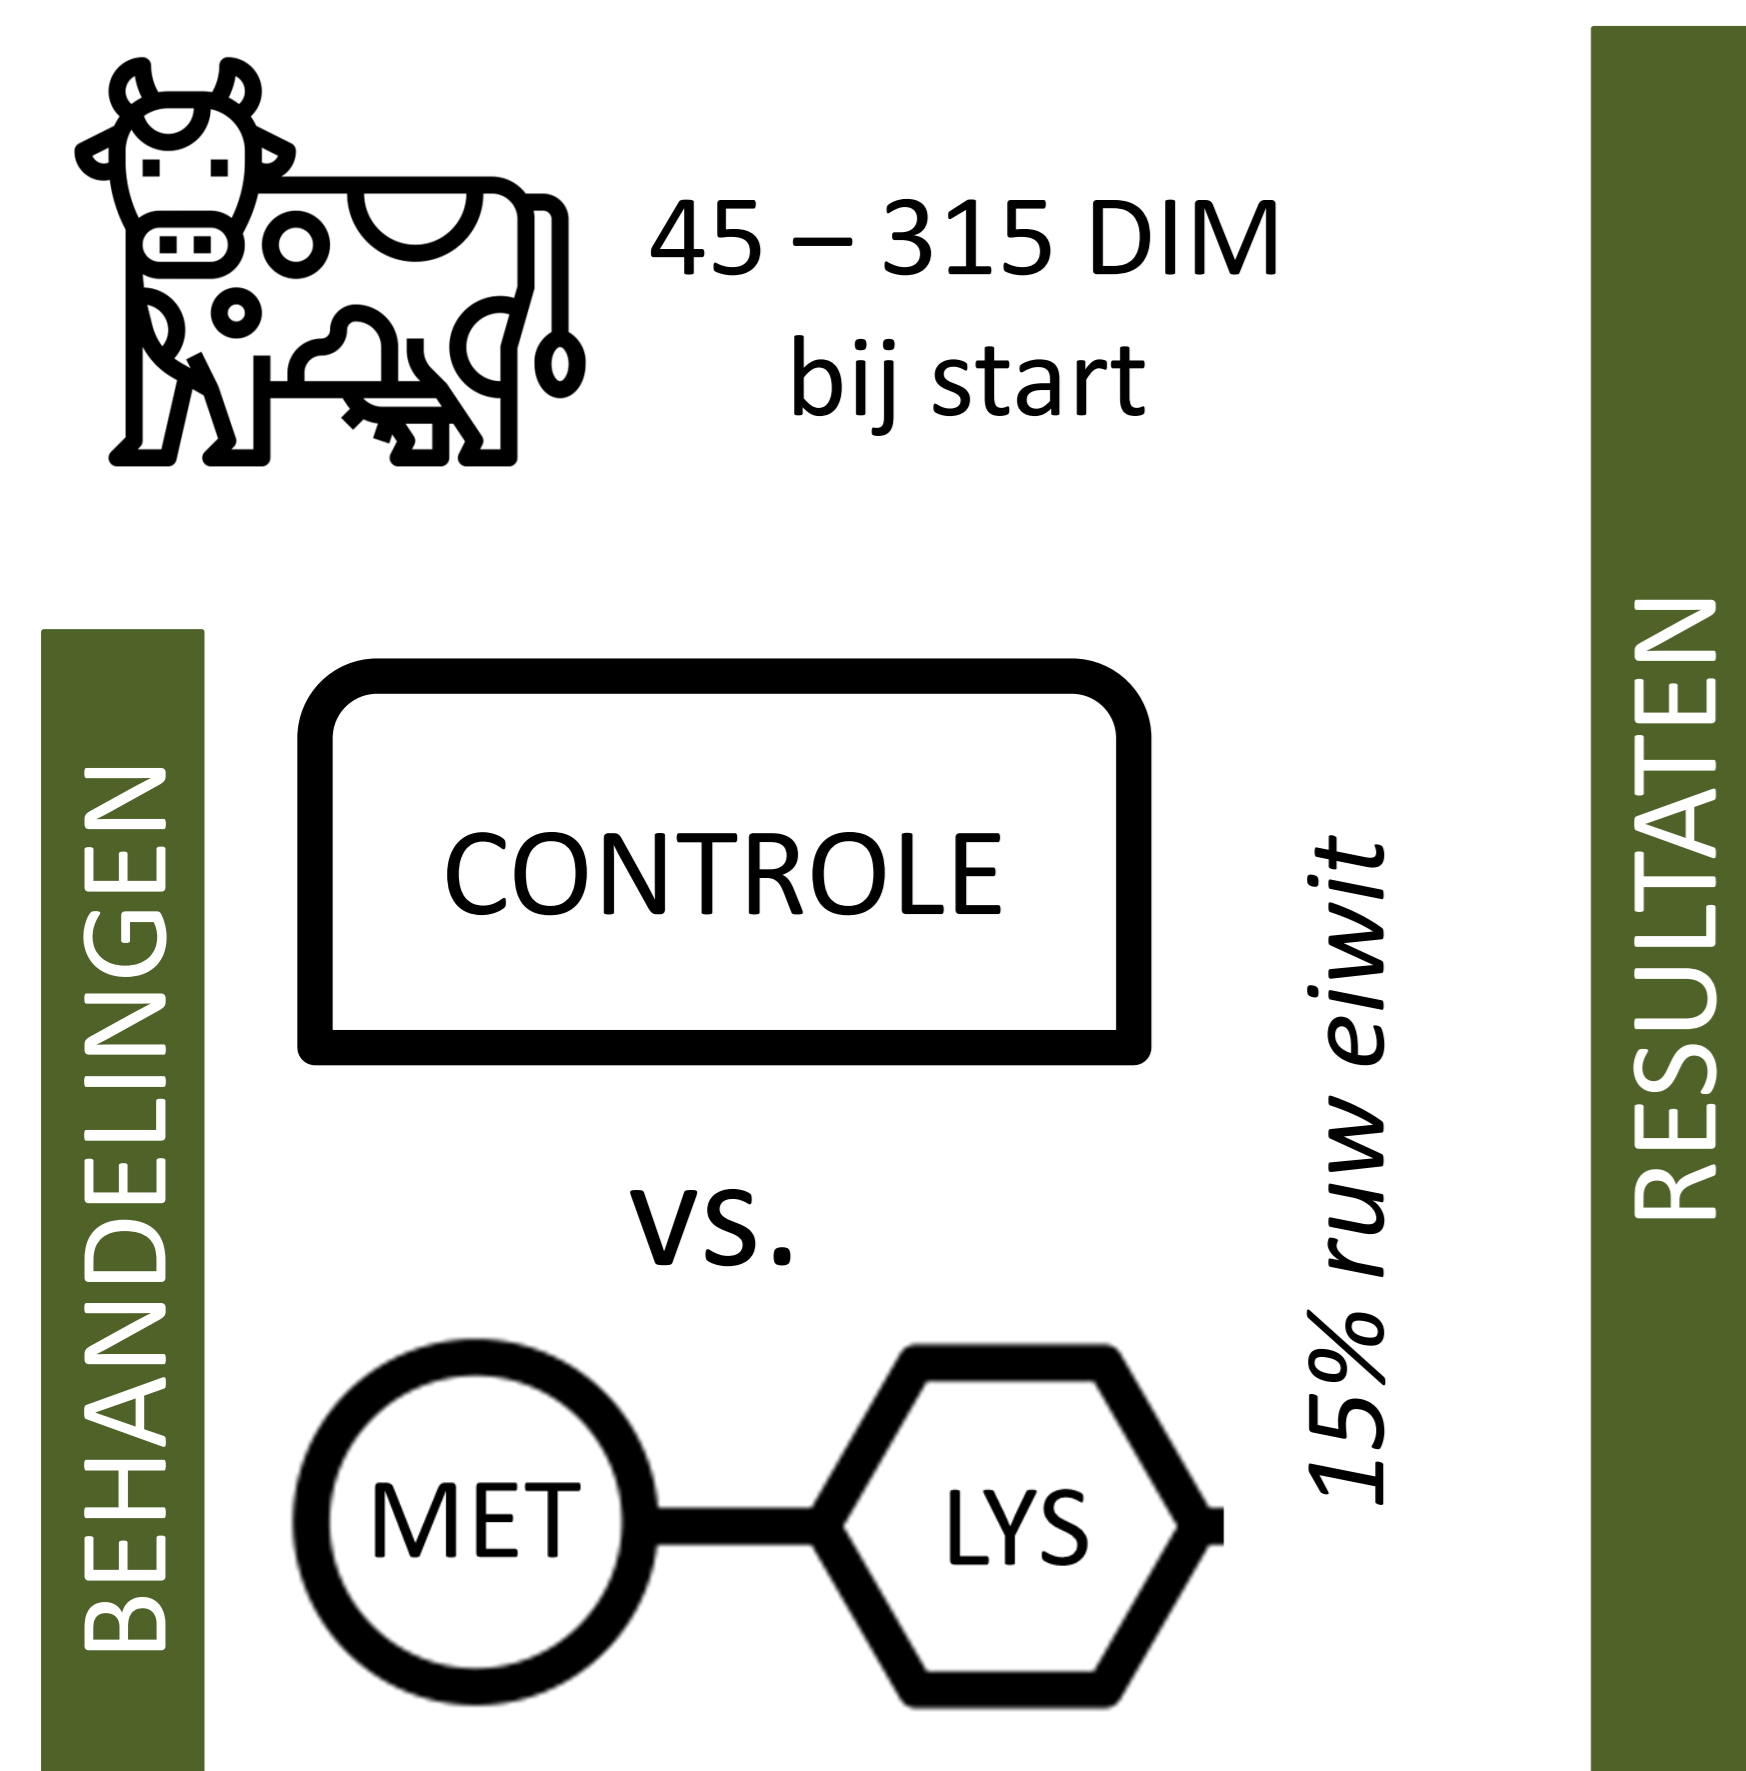 45 – 315 DIM
bij start
BEHANDELINGEN
CONTROLE
vs.
MET
LYS
15% ruw eiwit
RESULTATEN